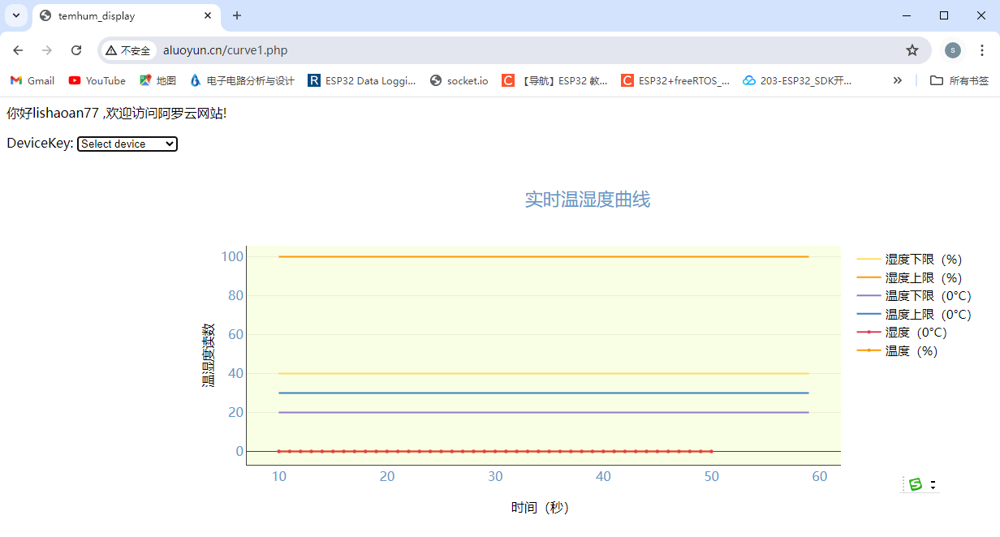 temhum_display
不安全
aluoyun.cn/curve1.php
S
Gmail
YouTube
地图
电子电路分析与设计
R
ESP32 Data Loggi...
socket.io
C
【导航】ESP32 教...
C
ESP32+freeRTOS_...
203-ESP32_SDK开...
所有书签
你好lishaoan77 ,欢迎访问阿罗云网站!
DeviceKey: Select device
实时温湿度曲线
温湿度读数
100
80
60
40
20
0
10 20 30 40 50 60
时间（秒）
湿度下限（%）
湿度上限（%）
温度下限（0°C）
温度上限（0°C）
湿度（0°C）
温度（%）
S